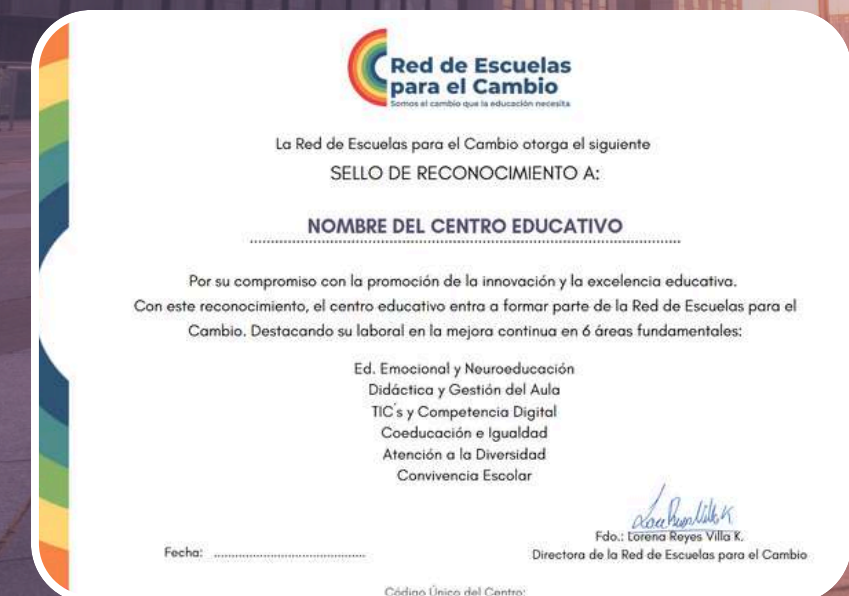 Red de Escuelas
para el Cambio
Somos el cambio que la educación necesita
La Red de Escuelas para el Cambio otorga el siguiente
SELLO DE RECONOCIMIENTO A:
NOMBRE DEL CENTRO EDUCATIVO
Por su compromiso con la promoción de la innovación y la excelencia educativa.
Con este reconocimiento, el centro educativo entra a formar parte de la Red de Escuelas para el
Cambio. Destacando su laboral en la mejora continua en 6 áreas fundamentales:
Ed. Emocional y Neuroeducación
Didáctica y Gestión del Aula
TIC´s y Competencia Digital
Coeducación e Igualdad
Atención a la Diversidad
Convivencia Escolar
Fdo.: Lorena Reyes Villa K.
Fecha: ..........................................
Directora de la Red de Escuelas para el Cambio
Código Único del Centro: